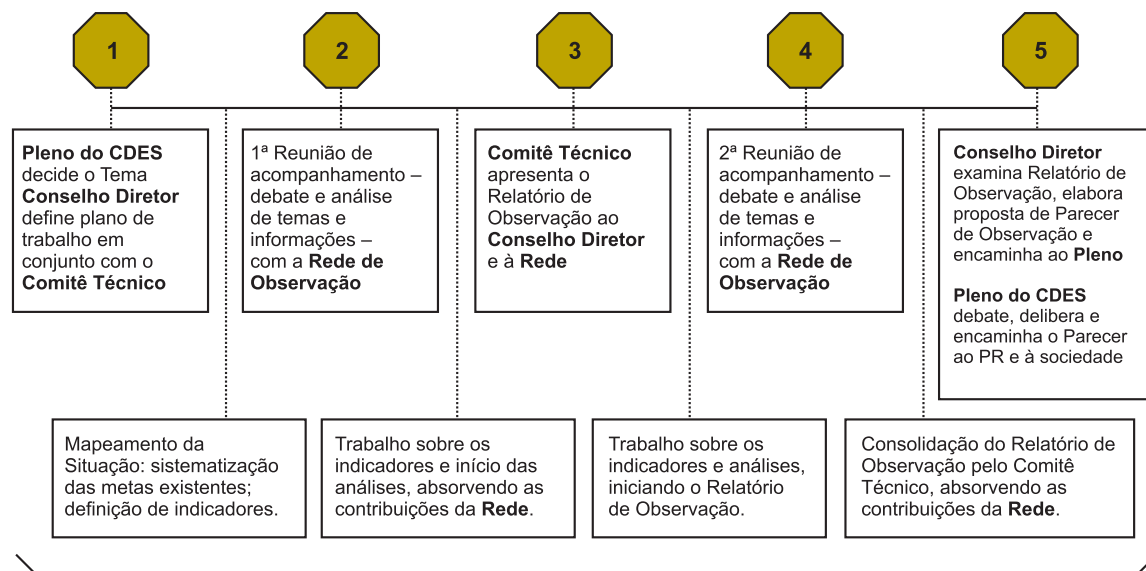 1
2
3
4
5
Pleno do CDES
decide o Tema
Conselho Diretor
define plano de
trabalho em
conjunto com o
Comitê Técnico
1ª Reunião de
acompanhamento –
debate e análise
de temas e
informações –
com a Rede de
Observação
Comitê Técnico
apresenta o
Relatório de
Observação ao
Conselho Diretor
e à Rede
2ª Reunião de
acompanhamento –
debate e análise
de temas e
informações –
com a Rede de
Observação
Conselho Diretor
examina Relatório de
Observação, elabora
proposta de Parecer
de Observação e
encaminha ao Pleno
Pleno do CDES
debate, delibera e
encaminha o Parecer
ao PR e à sociedade
Mapeamento da
Situação: sistematização
das metas existentes;
definição de indicadores.
Trabalho sobre os
indicadores e início das
análises, absorvendo as
contribuições da Rede.
Trabalho sobre os
indicadores e análises,
iniciando o Relatório
de Observação.
Consolidação do Relatório de
Observação pelo Comitê
Técnico, absorvendo as
contribuições da Rede.